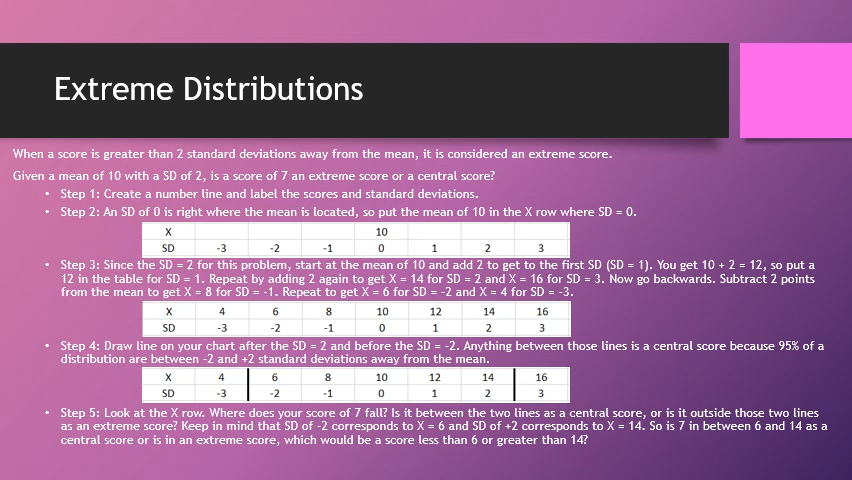 Extreme Distributions
When a score is greater than 2 standard deviations away from the mean, it is considered an extreme score.
Given a mean of 10 with a SD of 2, is a score of 7 an extreme score or a central score?
• Step 1: Create a number line and label the scores and standard deviations.
• Step 2: An SD of 0 is right where the mean is located, so put the mean of 10 in the X row where SD = 0.
X 10
SD -3 -2 -1 0 1 2 3
• Step 3: Since the SD = 2 for this problem, start at the mean of 10 and add 2 to get to the first SD (SD = 1). You get 10 + 2 = 12, so put a
12 in the table for SD = 1. Repeat by adding 2 again to get X = 14 for SD = 2 and X = 16 for SD = 3. Now go backwards. Subtract 2 points
from the mean to get X = 8 for SD = -1. Repeat to get X = 6 for SD = -2 and X = 4 for SD = -3.
X 4 6 8 10 12 14 16
SD -3 -2 -1 0 1 2 3
• Step 4: Draw line on your chart after the SD = 2 and before the SD = -2. Anything between those lines is a central score because 95% of a
distribution are between -2 and +2 standard deviations away from the mean.
X 4 6 8 10 12 14 16
SD -3 -2 -1 0 1 2 3
• Step 5: Look at the X row. Where does your score of 7 fall? Is it between the two lines as a central score, or is it outside those two lines
as an extreme score? Keep in mind that SD of -2 corresponds to X = 6 and SD of +2 corresponds to X = 14. So is 7 in between 6 and 14 as a
central score or is in an extreme score, which would be a score less than 6 or greater than 14?